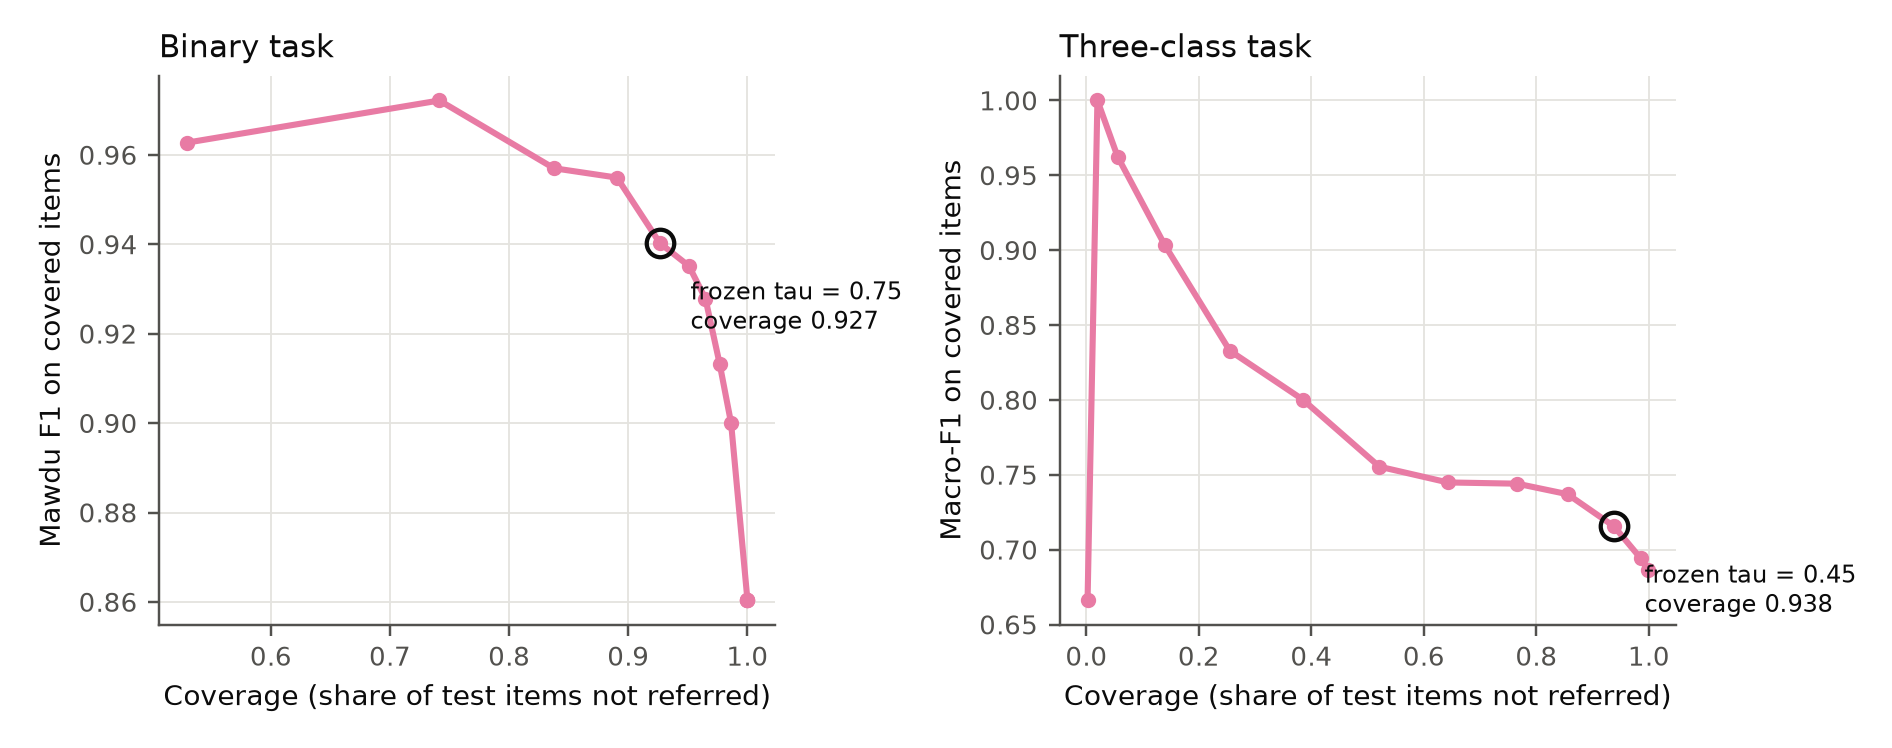 Binary task
Mawdu F1 on covered items
0.96
0.94
0.92
0.90
0.88
0.86
frozen tau = 0.75
coverage 0.927
0.6 0.7 0.8 0.9 1.0
Coverage (share of test items not referred)
Three-class task
Macro-F1 on covered items
1.00
0.95
0.90
0.85
0.80
0.75
0.70
0.65
frozen tau = 0.45
coverage 0.938
0.0 0.2 0.4 0.6 0.8 1.0
Coverage (share of test items not referred)